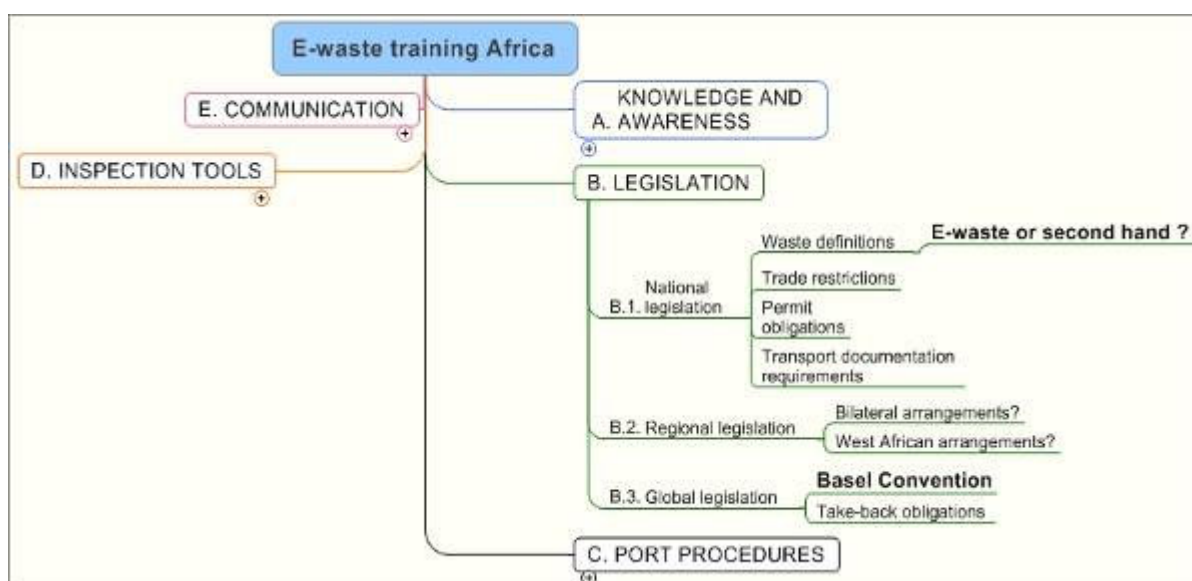 E-waste training Africa
E. COMMUNICATION
D. INSPECTION TOOLS
KNOWLEDGE AND
A. AWARENESS
B. LEGISLATION
National
B.1. legislation
Waste definitions
E-waste or second hand ?
Trade restrictions
Permit
obligations
Transport documentation
requirements
B.2. Regional legislation
Bilateral arrangements?
West African arrangements?
B.3. Global legislation
Basel Convention
Take-back obligations
C. PORT PROCEDURES